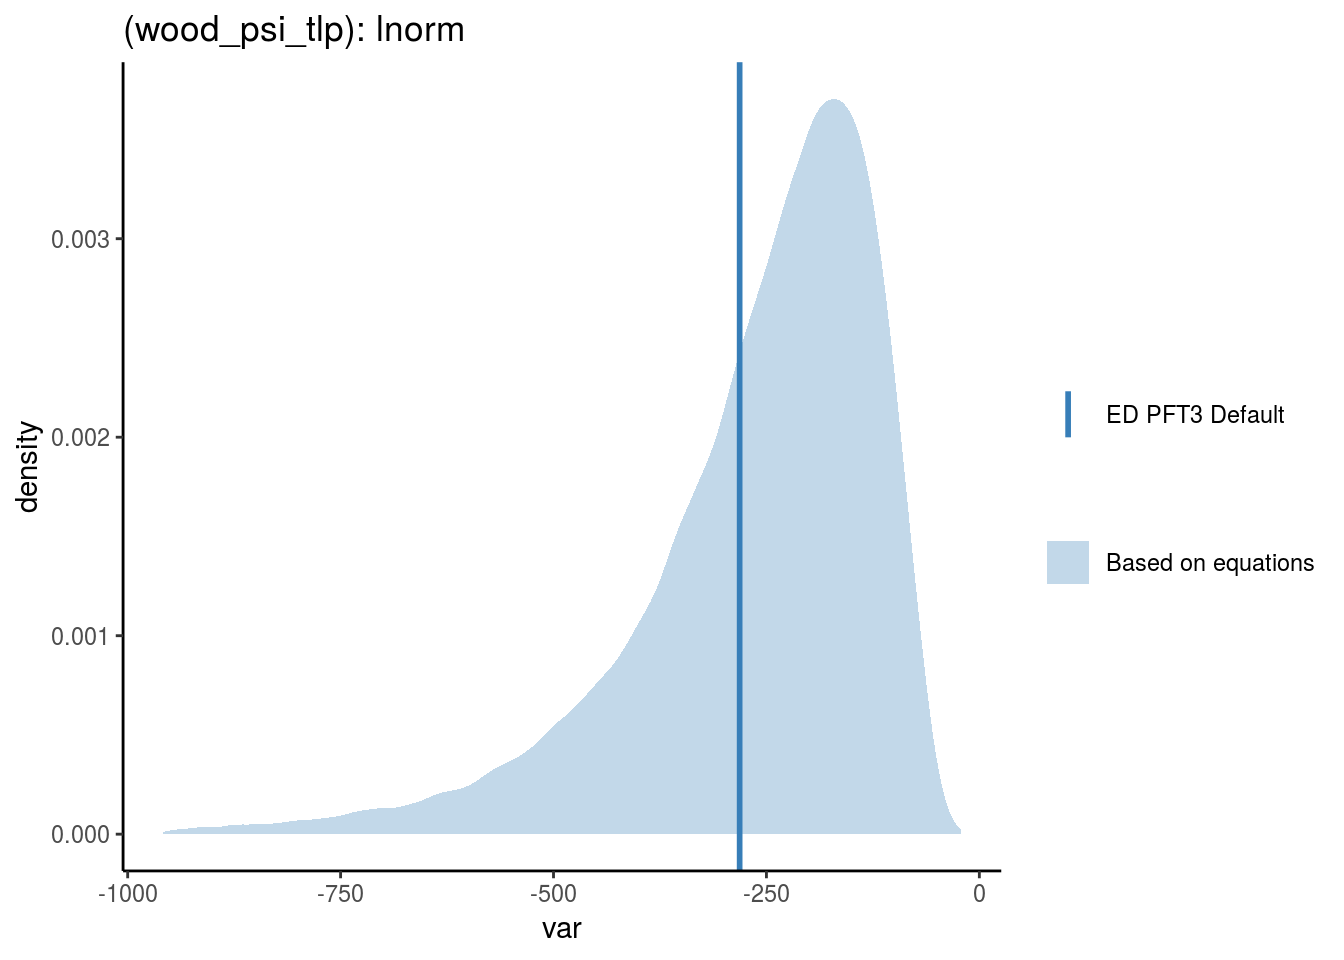 (wood_psi_tlp): lnorm
density
0.003
0.002
0.001
0.000
-1000
-750
-500
-250
0
var
ED PFT3 Default
Based on equations